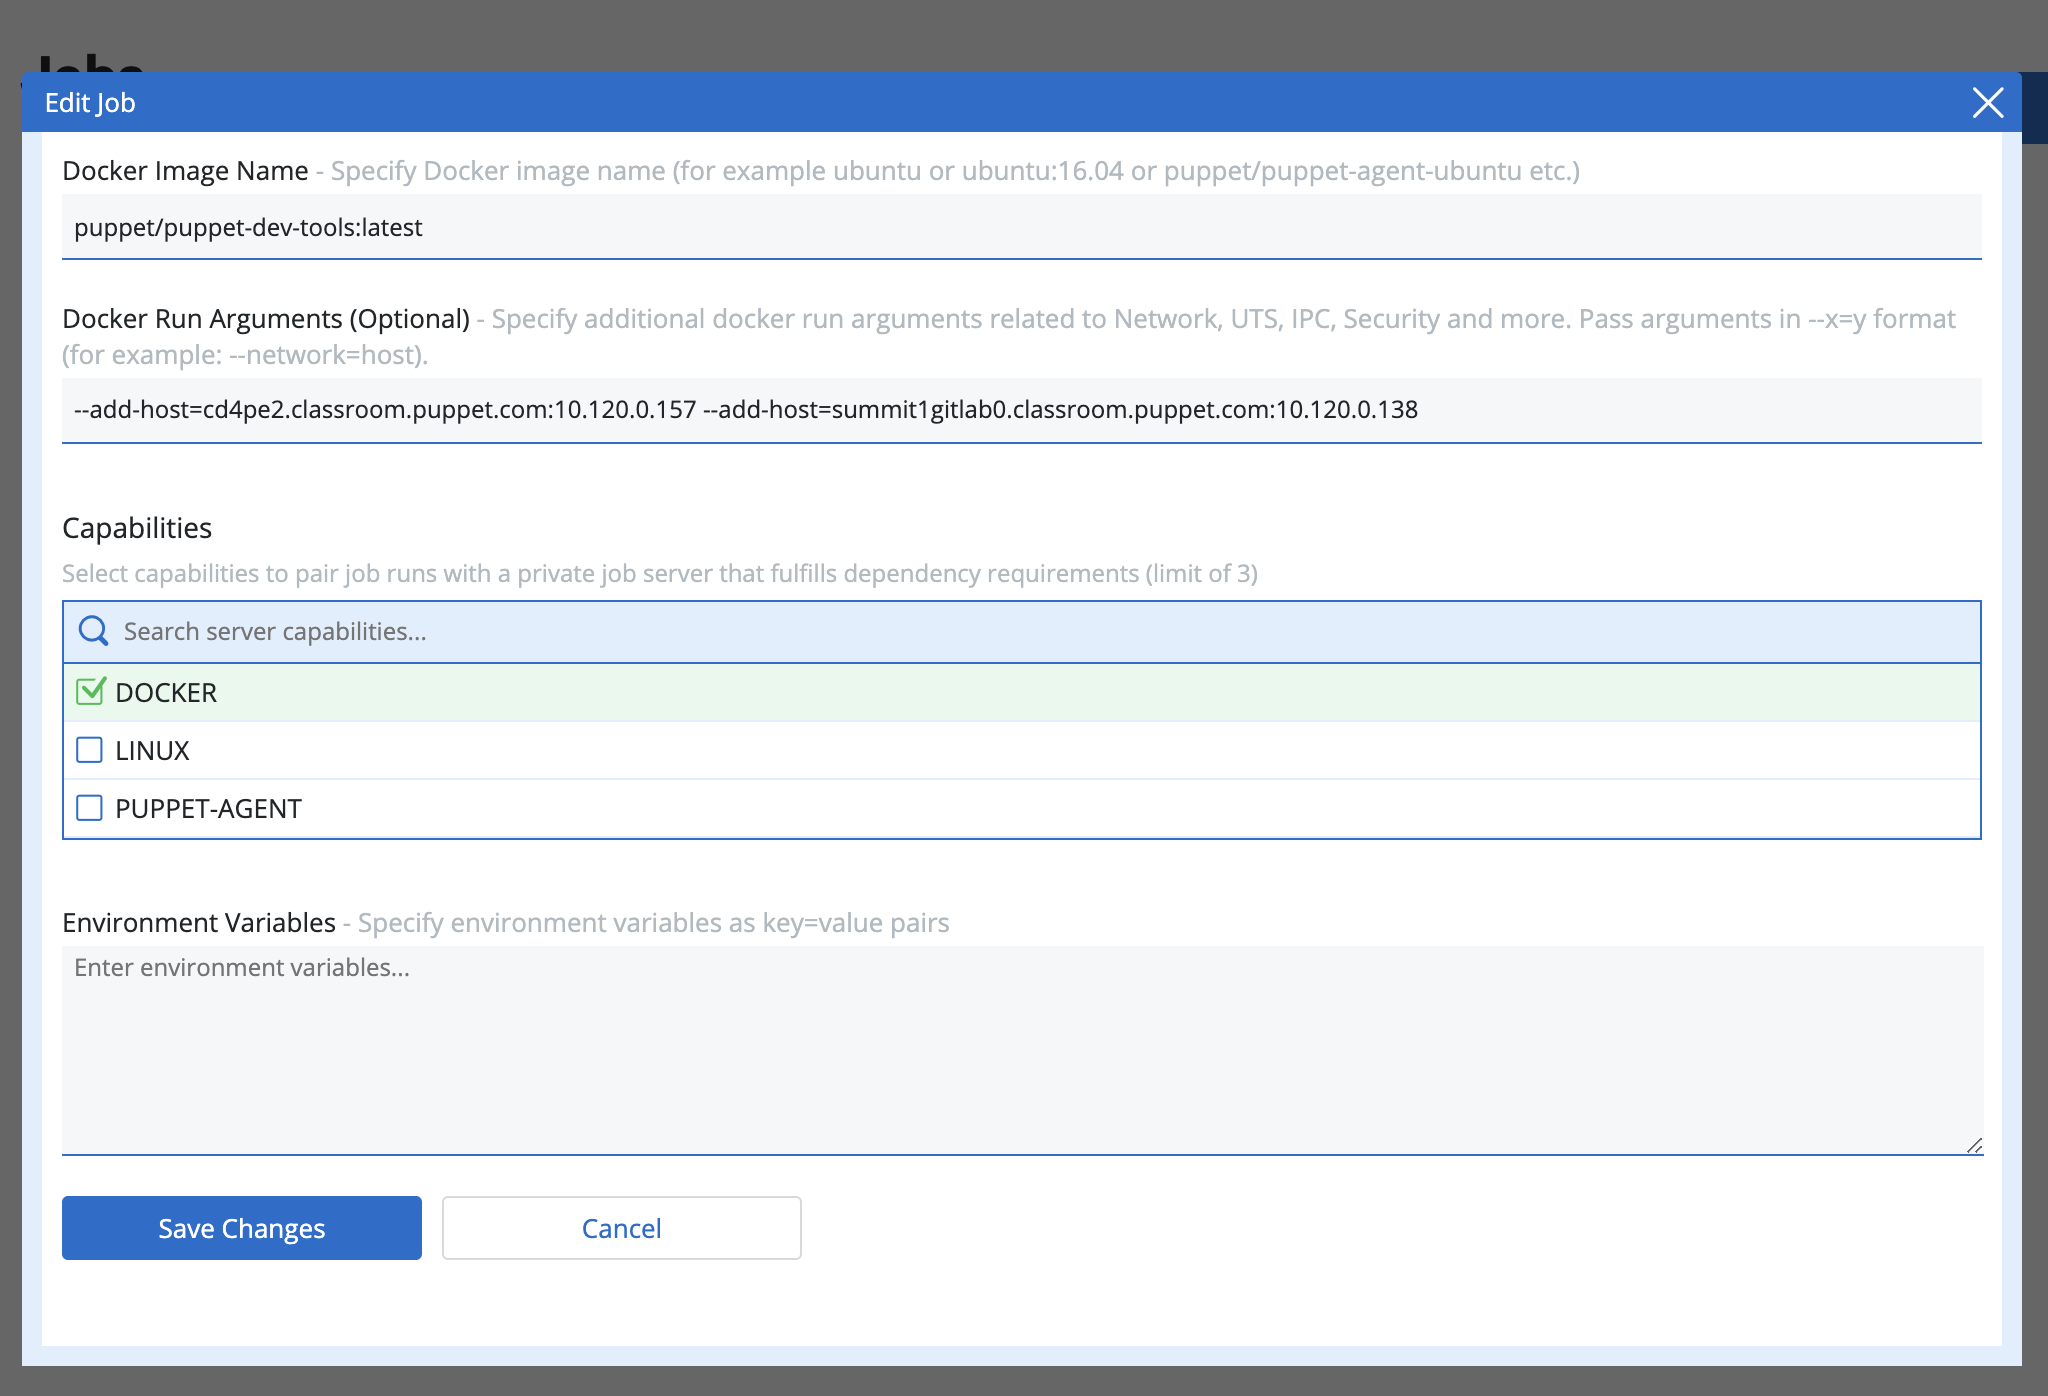 Jobs
Edit Job
Docker Image Name - Specify Docker image name (for example ubuntu or ubuntu:16.04 or puppet/puppet-agent-ubuntu etc.)
puppet/puppet-dev-tools:latest
Docker Run Arguments (Optional) - Specify additional docker run arguments related to Network, UTS, IPC, Security and more. Pass arguments in --x=y format
(for example: --network=host).
--add-host=cd4pe2.classroom.puppet.com:10.120.0.157 --add-host=summit1gitlab0.classroom.puppet.com:10.120.0.138
Capabilities
Select capabilities to pair job runs with a private job server that fulfills dependency requirements (limit of 3)
Search server capabilities...
DOCKER
LINUX
PUPPET-AGENT
Environment Variables - Specify environment variables as key=value pairs
Enter environment variables...
Save Changes
Cancel